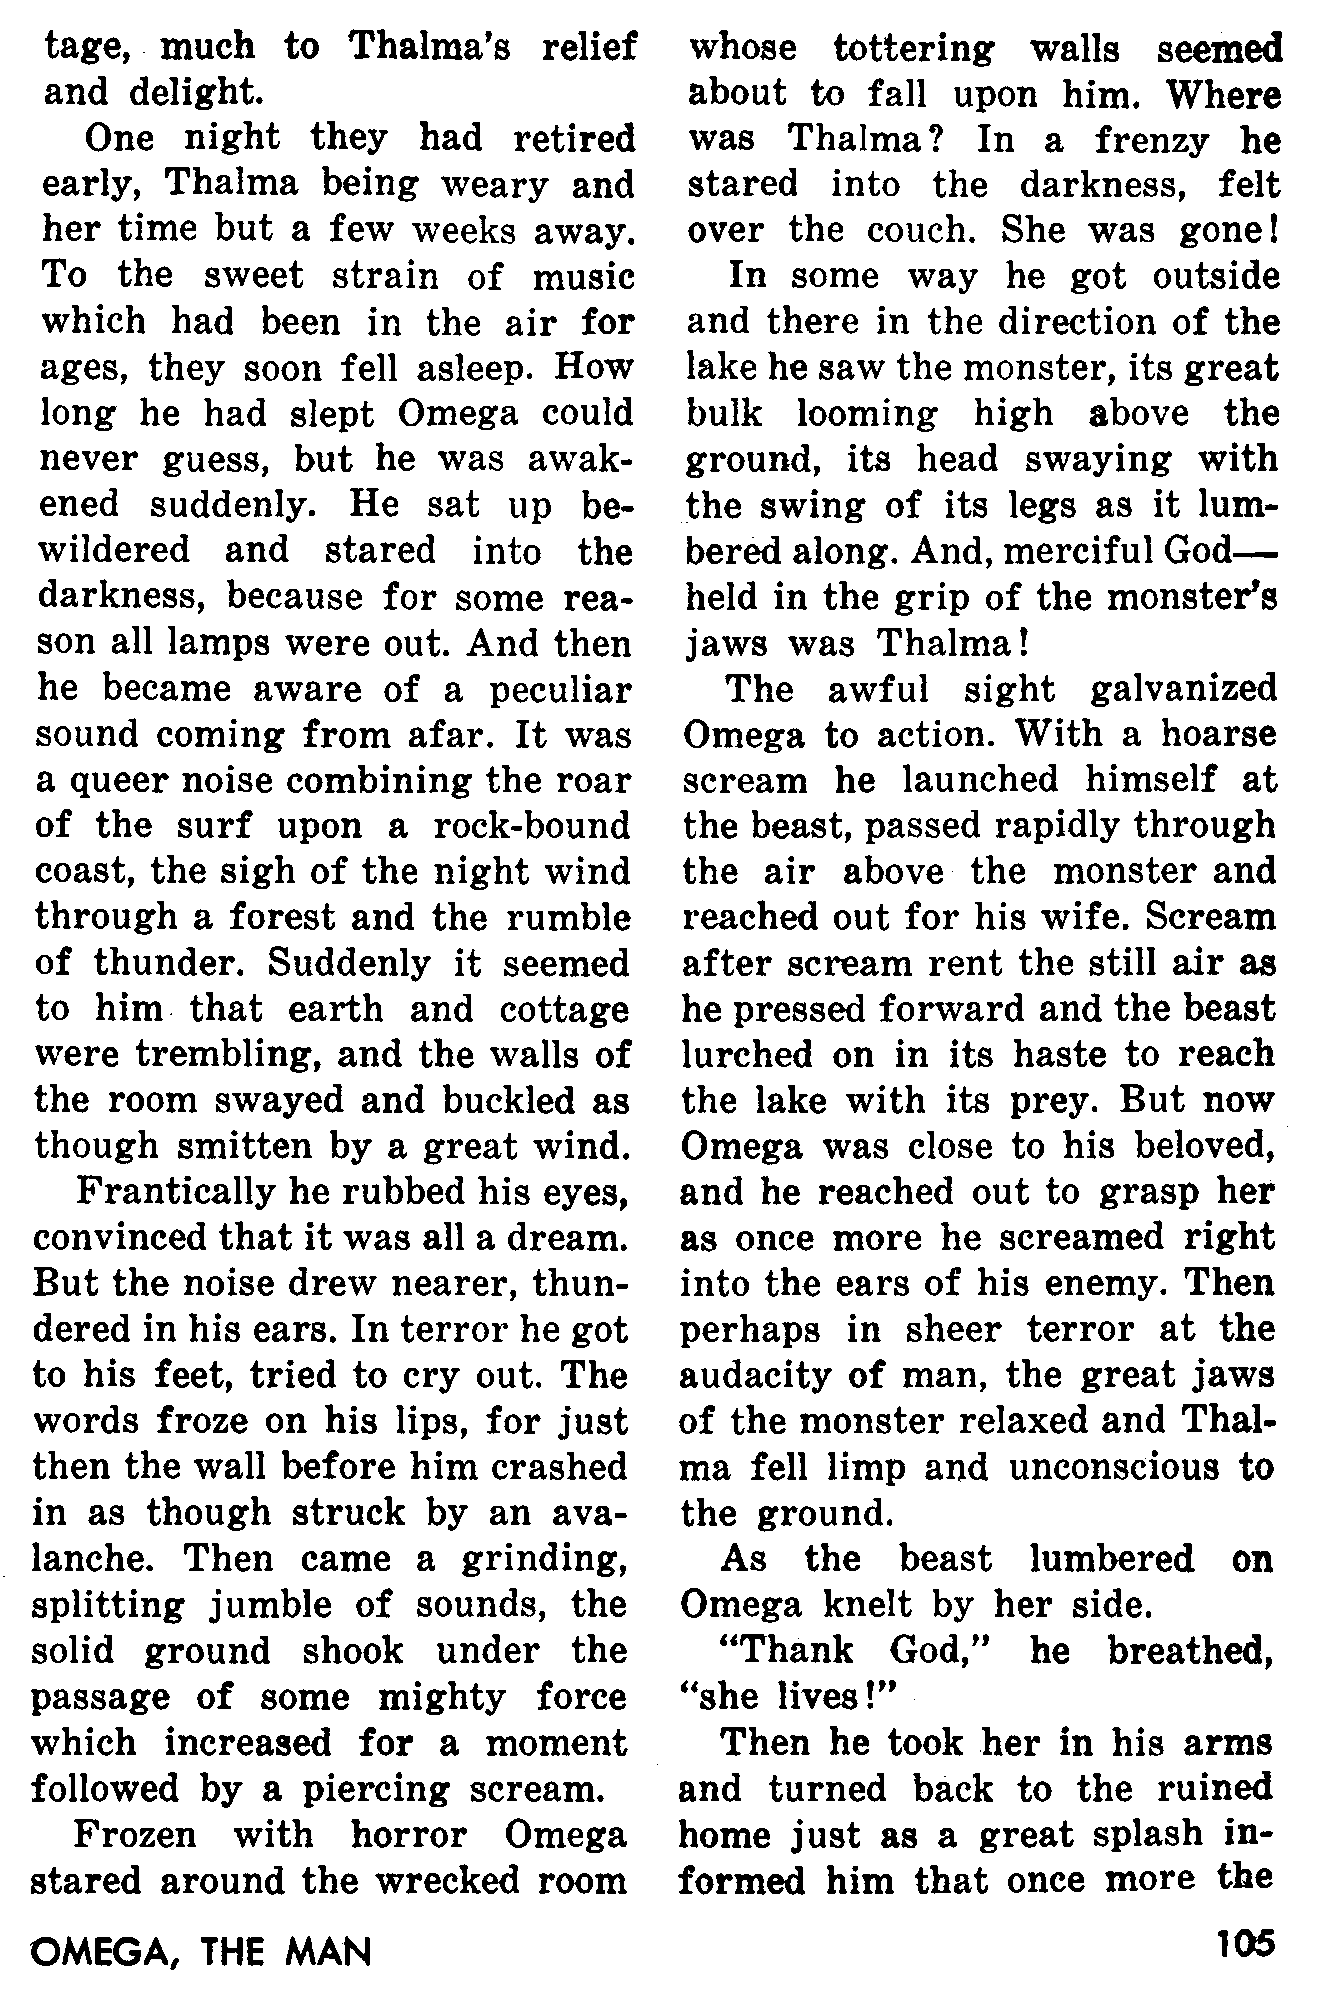 tage, much to Thalma's relief
and delight.
One night they had retired
early, Thalma being weary and
her time but a few weeks away.
To the sweet strain of music
which had been in the air for
ages, they soon fell asleep. How
long he had slept Omega could
never guess, but he was awak-
ened suddenly. He sat up be-
wildered and stared into the
darkness, because for some rea-
son all lamps were out. And then
he became aware of a peculiar
sound coming from afar. It was
a queer noise combining the roar
of the surf upon a rock-bound
coast, the sigh of the night wind
through a forest and the rumble
of thunder. Suddenly it seemed
to him that earth and cottage
were trembling, and the walls of
the room swayed and buckled as
though smitten by a great wind.
Frantically he rubbed his eyes,
convinced that it was all a dream.
But the noise drew nearer, thun-
dered in his ears. In terror he got
to his feet, tried to cry out. The
words froze on his lips, for just
then the wall before him crashed
in as though struck by an ava-
lanche. Then came a grinding,
splitting jumble of sounds, the
solid ground shook under the
passage of some mighty force
which increased for a moment
followed by a piercing scream.
Frozen with horror Omega
stared around the wrecked room
whose tottering walls seemed
about to fall upon him. Where
was Thalma? In a frenzy he
stared into the darkness, felt
over the couch. She was gone!
In some way he got outside
and there in the direction of the
lake he saw the monster, its great
bulk looming high above the
ground, its head swaying with
the swing of its legs as it lum-
bered along. And, merciful God—
held in the grip of the monster's
jaws was Thalma!
The awful sight galvanized
Omega to action. With a hoarse
scream he launched himself at
the beast, passed rapidly through
the air above the monster and
reached out for his wife. Scream
after scream rent the still air as
he pressed forward and the beast
lurched on in its haste to reach
the lake with its prey. But now
Omega was close to his beloved,
and he reached out to grasp her
as once more he screamed right
into the ears of his enemy. Then
perhaps in sheer terror at the
audacity of man, the great jaws
of the monster relaxed and Thal-
ma fell limp and unconscious to
the ground.
As the beast lumbered on
Omega knelt by her side.
“Thank God,” he breathed,
“she lives!”
Then he took her in his arms
and turned back to the ruined
home just as a great splash in-
formed him that once more the
OMEGA, THE MAN
105